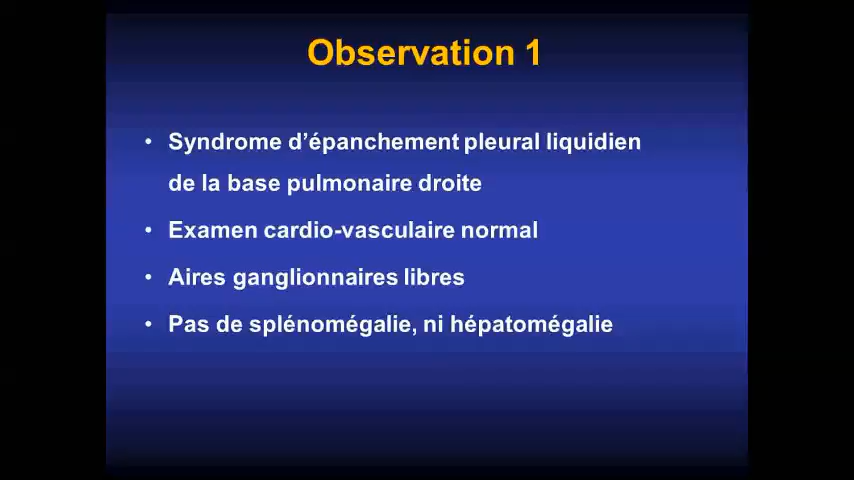 Observation 1
• Syndrome d’épanchement pleural liquidien
de la base pulmonaire droite
• Examen cardio-vasculaire normal
• Aires ganglionnaires libres
• Pas de splénomégalie, ni hépatomégalie